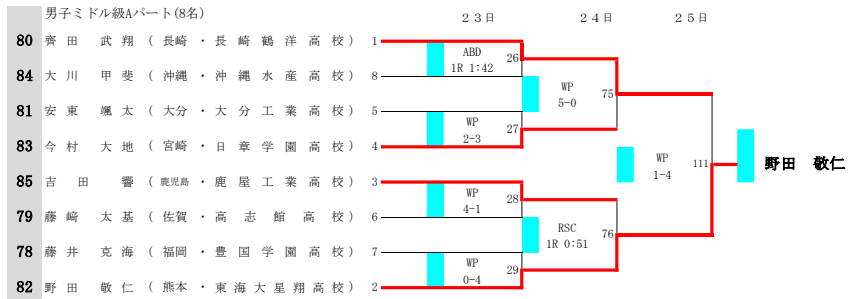 男子ミドル級Aパート(8名) 23日 24日 25日
80 齊田 武翔 (長崎・長崎鶴洋高校) 1
ABD 26
1R 1:42
84 大川 甲斐 (沖縄・沖縄水産高校) 8
WP 75
5-0
81 安東 颯太 (大分・大分工業高校) 5
WP 27
2-3
83 今村 大地 (宮崎・日章学園高校) 4
WP 111 野田 敬仁
1-4
85 吉田 響 (鹿児島・鹿屋工業高校) 3
WP 28
4-1
79 藤﨑 太基 (佐賀・高志館高校) 6
RSC 76
1R 0:51
78 藤井 克海 (福岡・豊国学園高校) 7
WP 29
0-4
82 野田 敬仁 (熊本・東海大星翔高校) 2